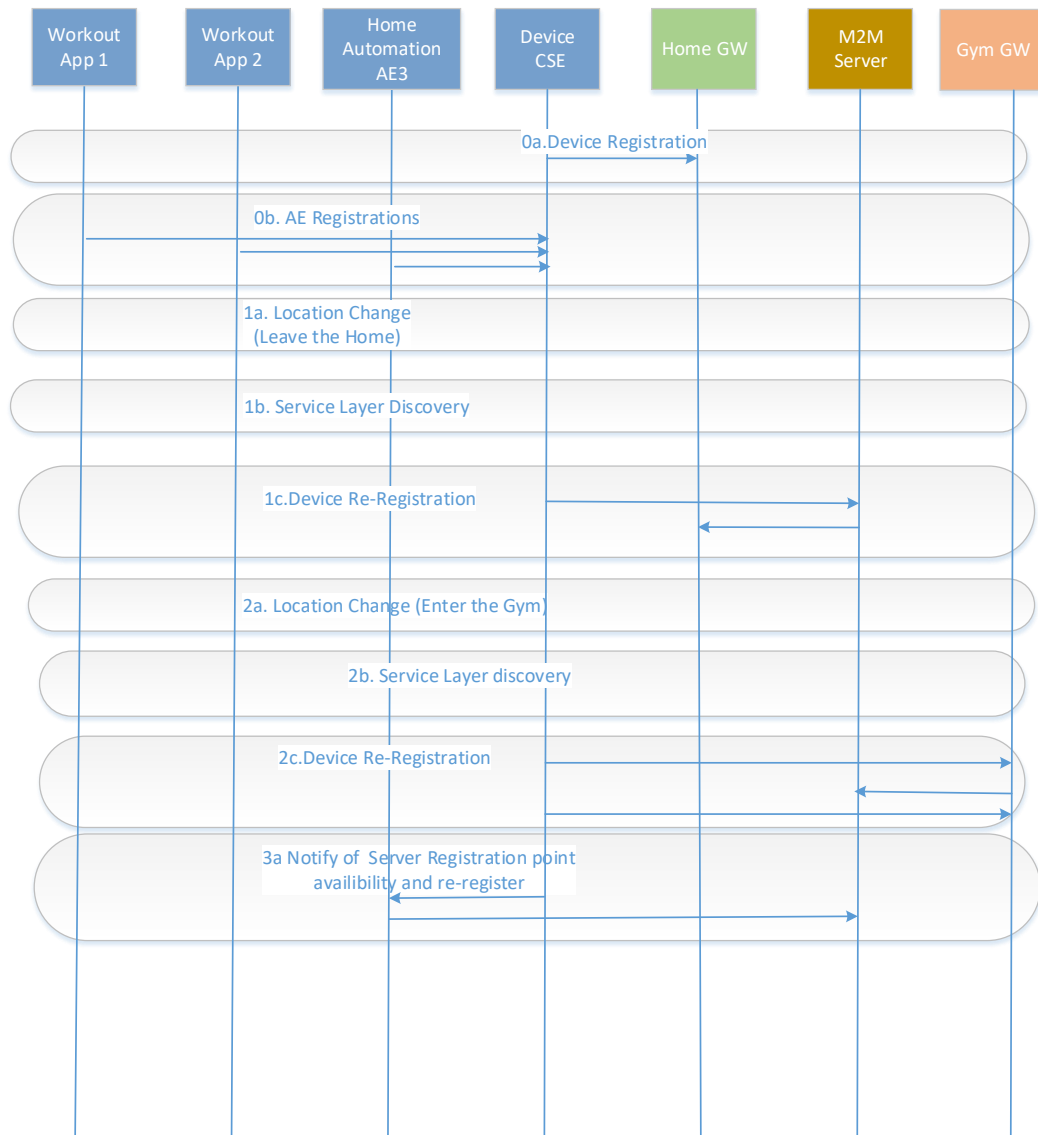 Workout
App 1
Workout
App 2
Home
Automation
AE3
Device
CSE
Home GW
M2M
Server
Gym GW
0a.Device Registration
0b. AE Registrations
1a. Location Change
(Leave the Home)
1b. Service Layer Discovery
1c.Device Re-Registration
2a. Location Change (Enter the Gym)
2b. Service Layer discovery
2c.Device Re-Registration
3a Notify of Server Registration point
availibility and re-register